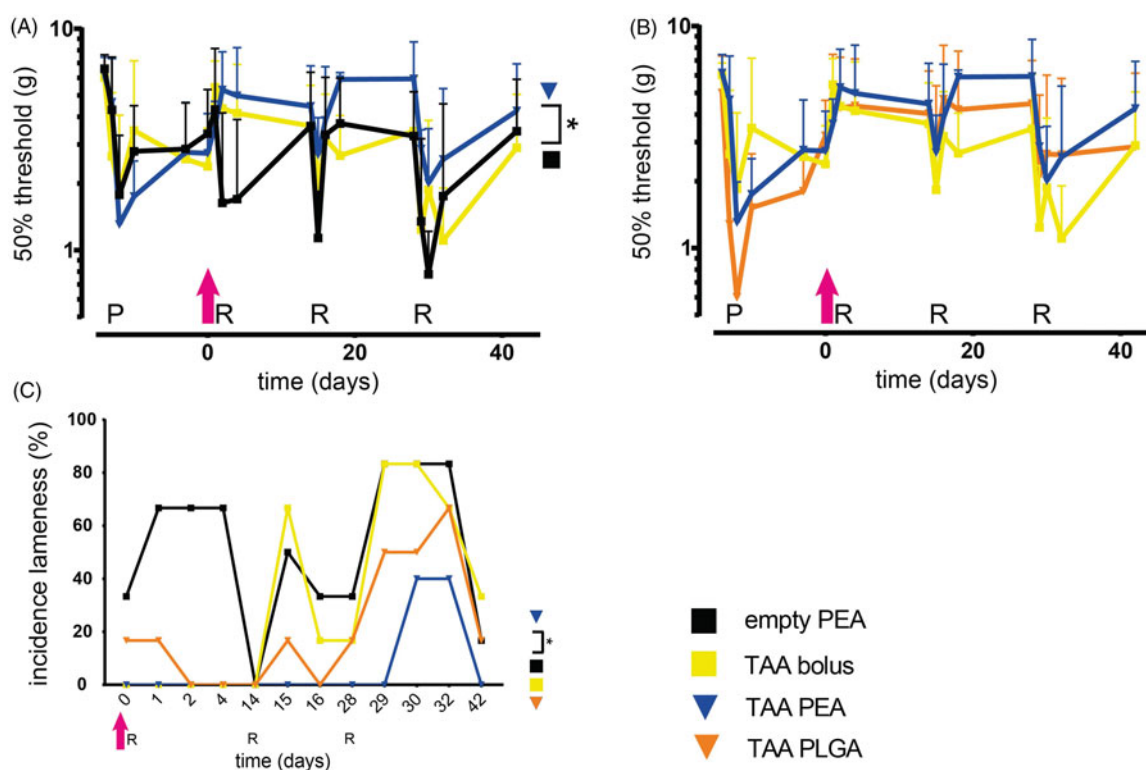 (A)
10
50% threshold (g)
1
P R R R
0 20 40
time (days)
*
(B)
10
50% threshold (g)
1
P R R R
0 20 40
time (days)
(C)
100
80
60
40
20
0
incidence lameness (%)
0 1 2 4 14 15 16 28 29 30 32 42
R R R
time (days)
*
empty PEA
TAA bolus
TAA PEA
TAA PLGA